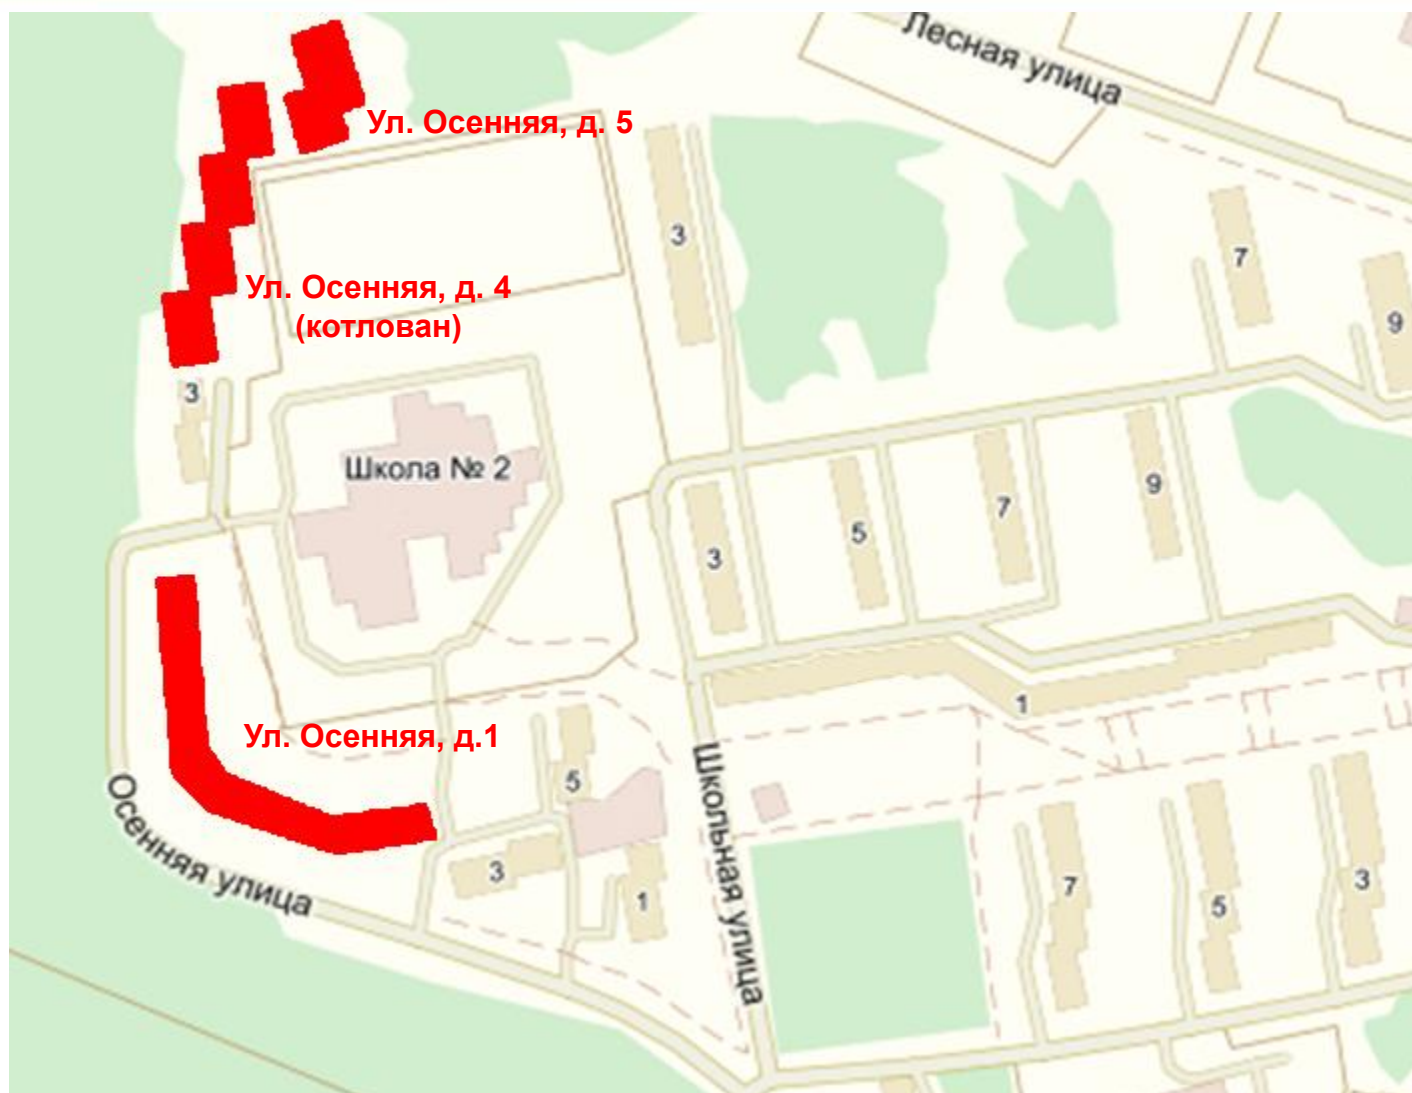 Лесная улица
Ул. Осенняя, д. 5
3
7
Ул. Осенняя, д. 4
(котлован)
9
3
Школа № 2
3
5
7
9
1
Ул. Осенняя, д.1
5
3
1
7
5
3
Осенняя улица
Школьная улица